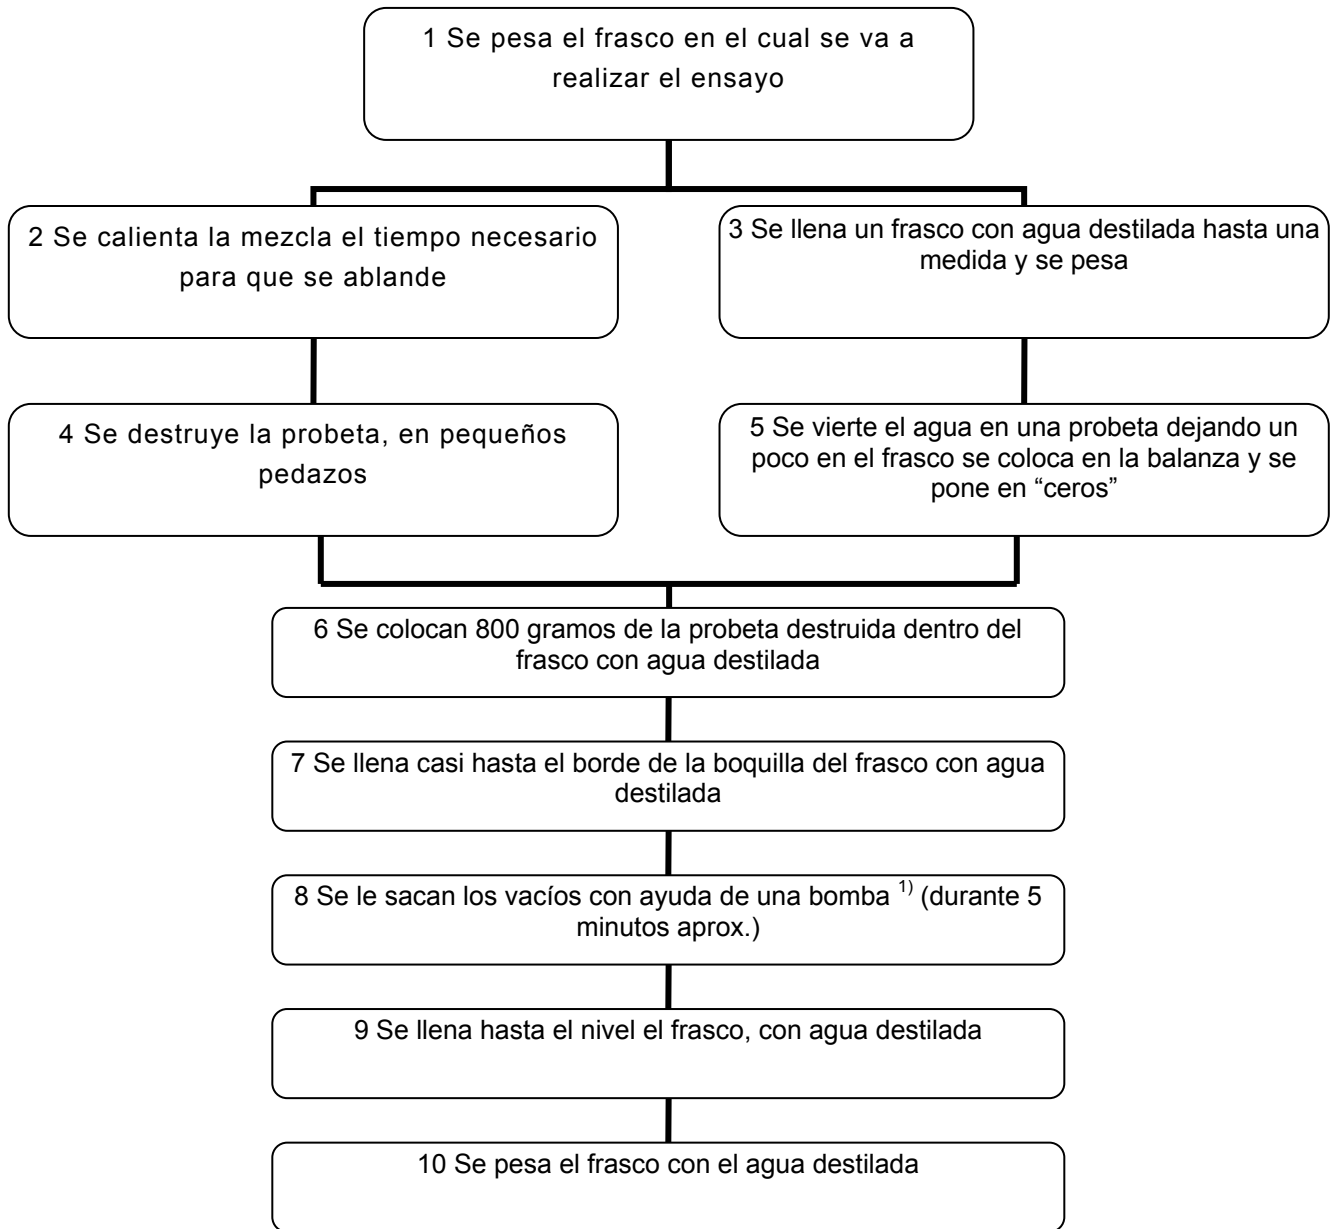 1 Se pesa el frasco en el cual se va a
realizar el ensayo
2 Se calienta la mezcla el tiempo necesario
para que se ablande
3 Se llena un frasco con agua destilada hasta una
medida y se pesa
4 Se destruye la probeta, en pequeños
pedazos
5 Se vierte el agua en una probeta dejando un
poco en el frasco se coloca en la balanza y se
pone en “ceros”
6 Se colocan 800 gramos de la probeta destruida dentro del
frasco con agua destilada
7 Se llena casi hasta el borde de la boquilla del frasco con agua
destilada
8 Se le sacan los vacíos con ayuda de una bomba 1) (durante 5
minutos aprox.)
9 Se llena hasta el nivel el frasco, con agua destilada
10 Se pesa el frasco con el agua destilada